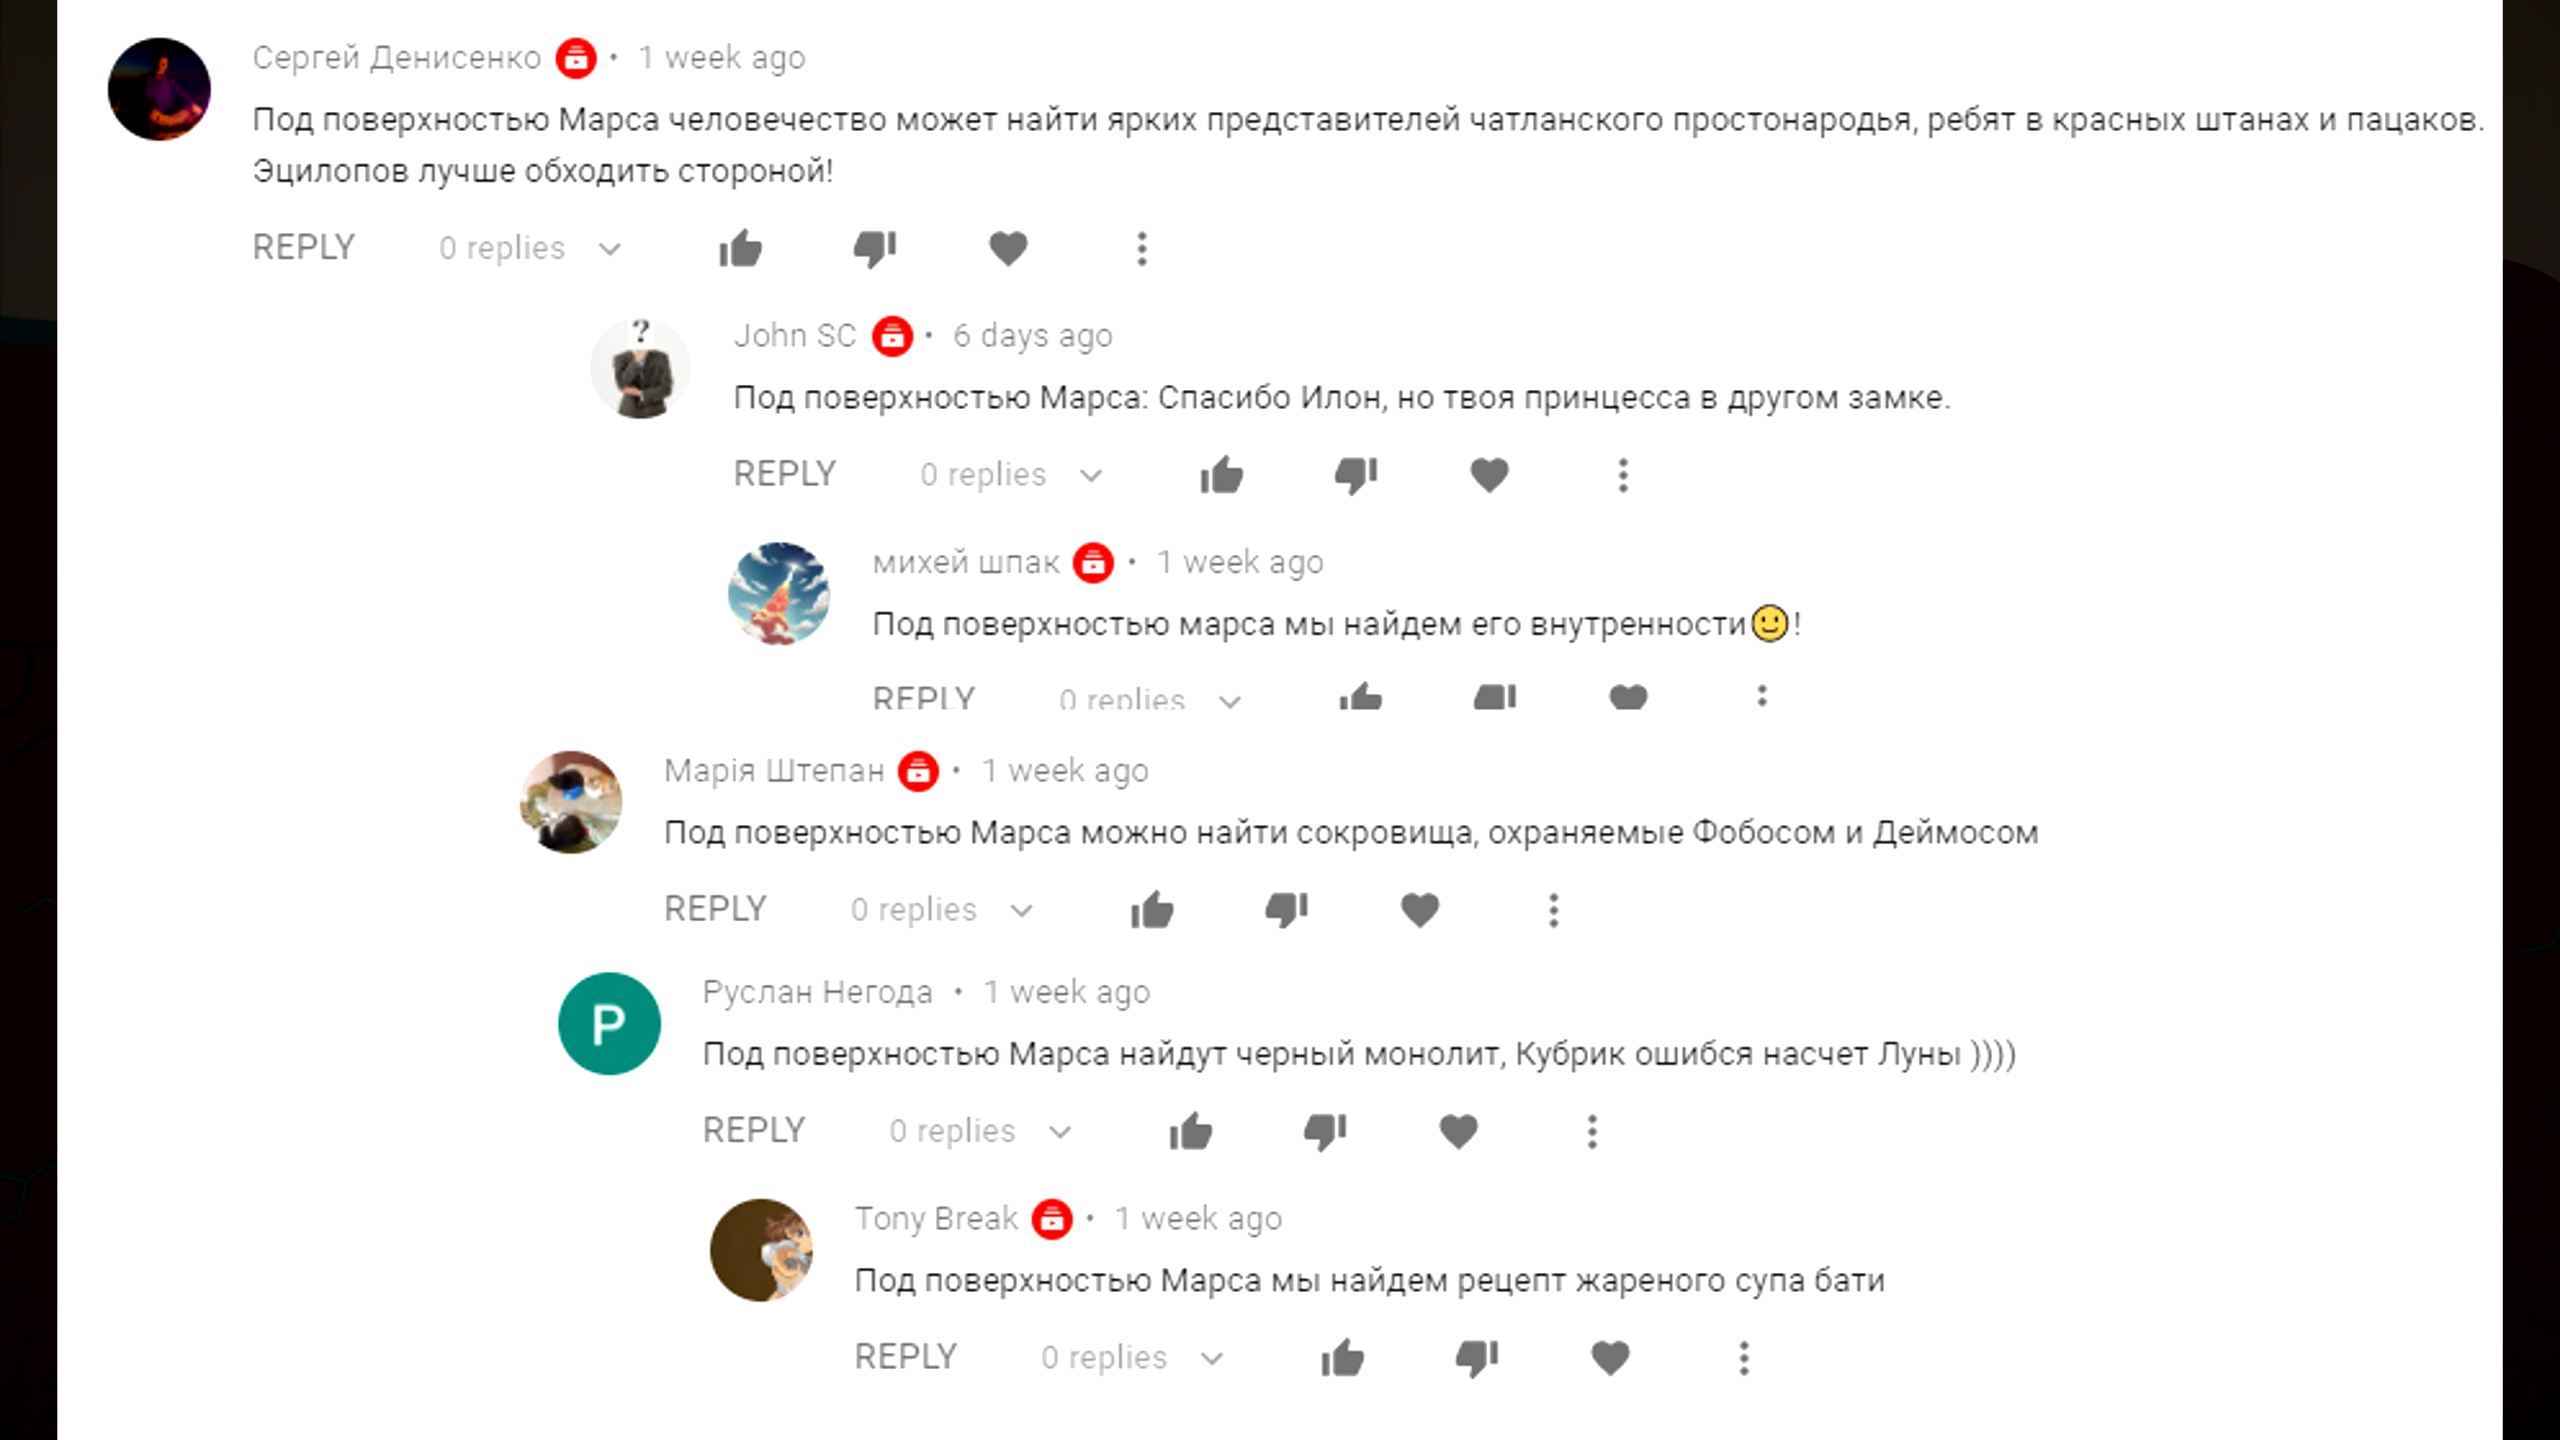 Сергей Денисенко • 1 week ago
Под поверхностью Марса человечество может найти ярких представителей чатланского простонародья, ребят в красных штанах и пацаков.
Эцилопов лучше обходить стороной!
REPLY 0 replies
John SC • 6 days ago
Под поверхностью Марса: Спасибо Илон, но твоя принцесса в другом замке.
REPLY 0 replies
михей шпак • 1 week ago
Под поверхностью марса мы найдем его внутренности🙂!
REPLY 0 replies
Марія Штепан • 1 week ago
Под поверхностью Марса можно найти сокровища, охраняемые Фобосом и Деймосом
REPLY 0 replies
Р
Руслан Негода • 1 week ago
Под поверхностью Марса найдут черный монолит, Кубрик ошибся насчет Луны ))))
REPLY 0 replies
Tony Break • 1 week ago
Под поверхностью Марса мы найдем рецепт жареного супа бати
REPLY 0 replies